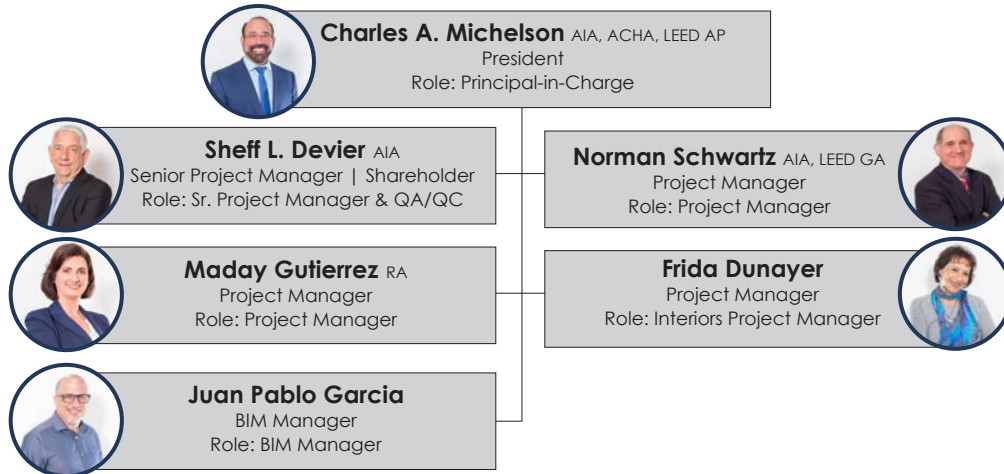 Charles A. Michelson AIA, ACHA, LEED AP
President
Role: Principal-in-Charge
Sheff L. Devier AIA
Senior Project Manager | Shareholder
Role: Sr. Project Manager & QA/QC
Norman Schwartz AIA, LEED GA
Project Manager
Role: Project Manager
Maday Gutierrez RA
Project Manager
Role: Project Manager
Frida Dunayer
Project Manager
Role: Interiors Project Manager
Juan Pablo Garcia
BIM Manager
Role: BIM Manager